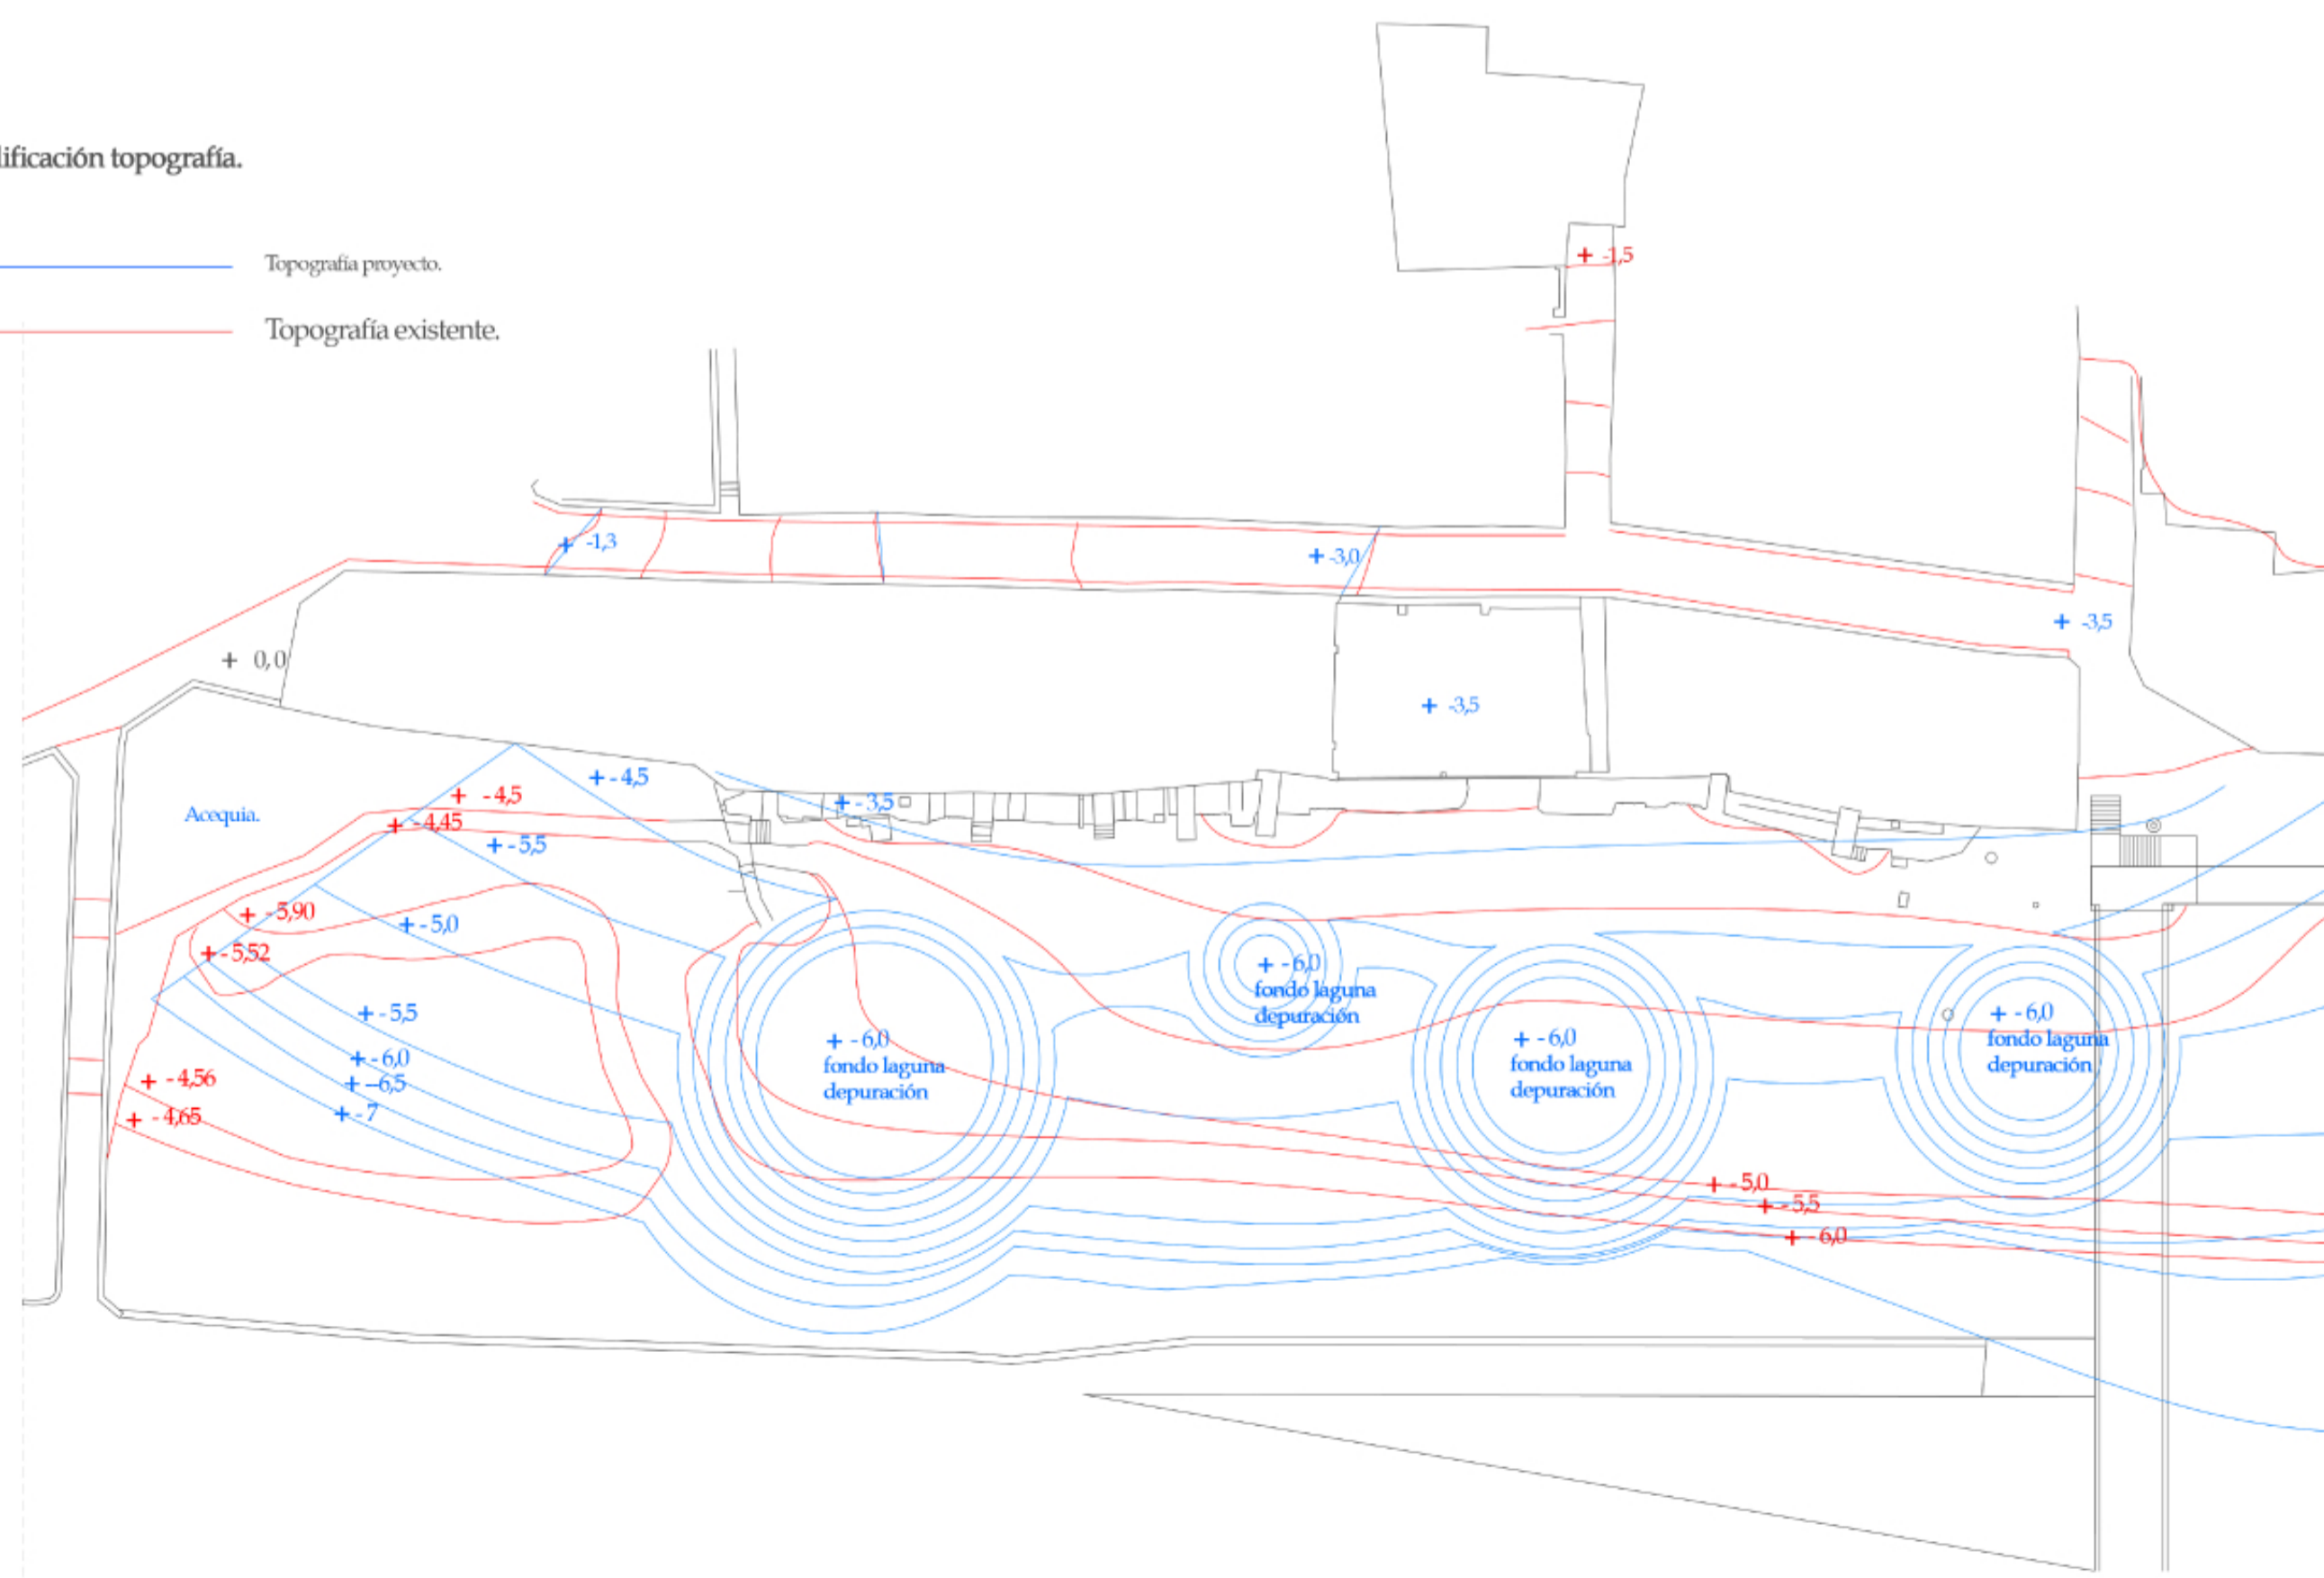 lificación topografía.
Topografía proyecto.
Topografía existente.
+ -1,5
+ -1,3
+ -3,0
+ -3,5
+ 0,0
+ -3,5
+ - 4,5
+ - 4,5
+ - 3,5
Acequia.
+ - 4,45
+ - 5,5
+ - 5,90
+ - 5,0
+ - 5,52
+ - 6,0
fondo laguna
depuración
+ - 5,5
+ - 6,0
fondo laguna
depuración
+ - 6,0
fondo laguna
depuración
+ - 6,0
fondo laguna
depuración
+ - 6,0
+ - 4,56
+ –6,5
+ - 7
+ - 4,65
+ - 5,0
+ - 5,5
+ - 6,0